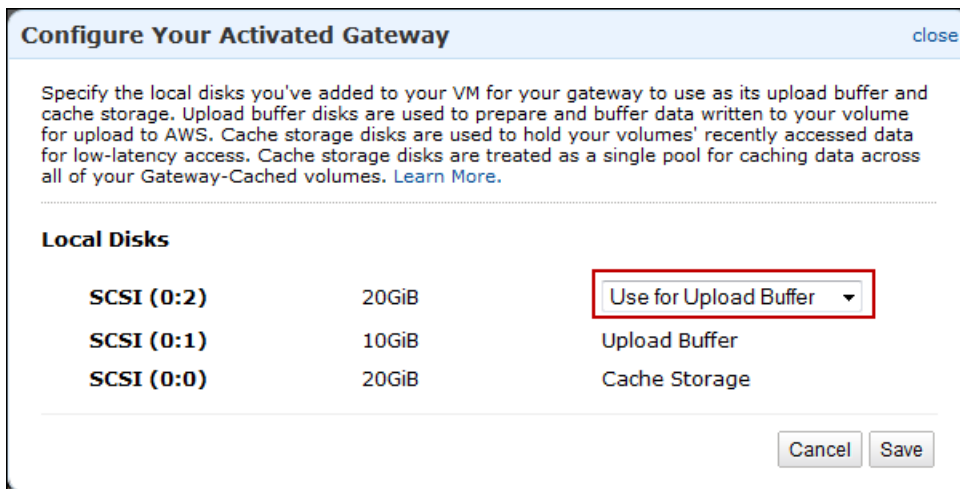 Configure Your Activated Gateway close
Specify the local disks you've added to your VM for your gateway to use as its upload buffer and
cache storage. Upload buffer disks are used to prepare and buffer data written to your volume
for upload to AWS. Cache storage disks are used to hold your volumes' recently accessed data
for low-latency access. Cache storage disks are treated as a single pool for caching data across
all of your Gateway-Cached volumes. Learn More.
Local Disks
SCSI (0:2) 20GiB Use for Upload Buffer
SCSI (0:1) 10GiB Upload Buffer
SCSI (0:0) 20GiB Cache Storage
Cancel Save